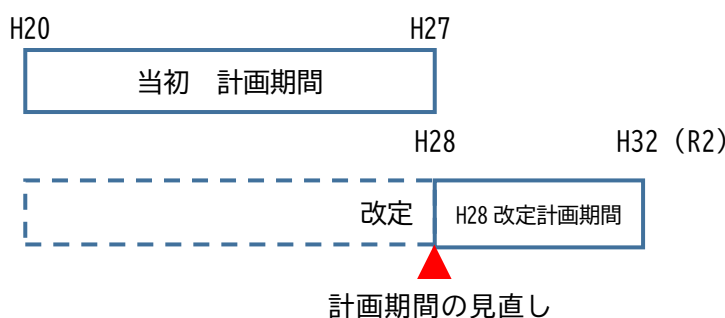 H20 H27
当初　計画期間
H28 H32 (R2)
改定 H28 改定計画期間
計画期間の見直し